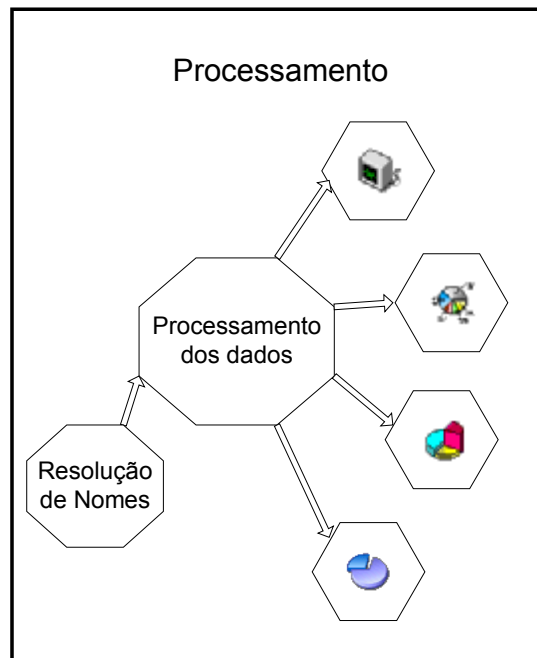 Processamento
Processamento
dos dados
Resolução
de Nomes